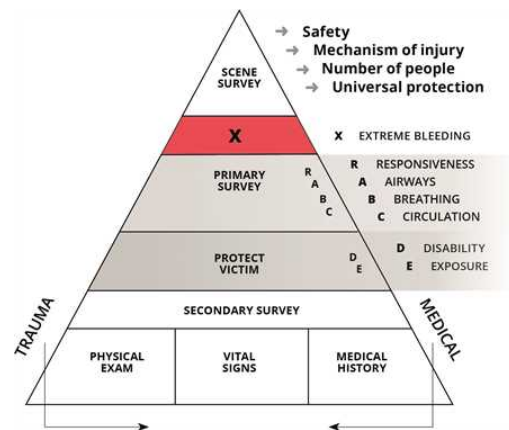 Safety
Mechanism of injury
Number of people
Universal protection
SCENE
SURVEY
X
X EXTREME BLEEDING
PRIMARY
SURVEY
R
A
B
C
R RESPONSIVENESS
A AIRWAYS
B BREATHING
C CIRCULATION
PROTECT
VICTIM
D
E
D DISABILITY
E EXPOSURE
SECONDARY SURVEY
TRAUMA
MEDICAL
PHYSICAL
EXAM
VITAL
SIGNS
MEDICAL
HISTORY